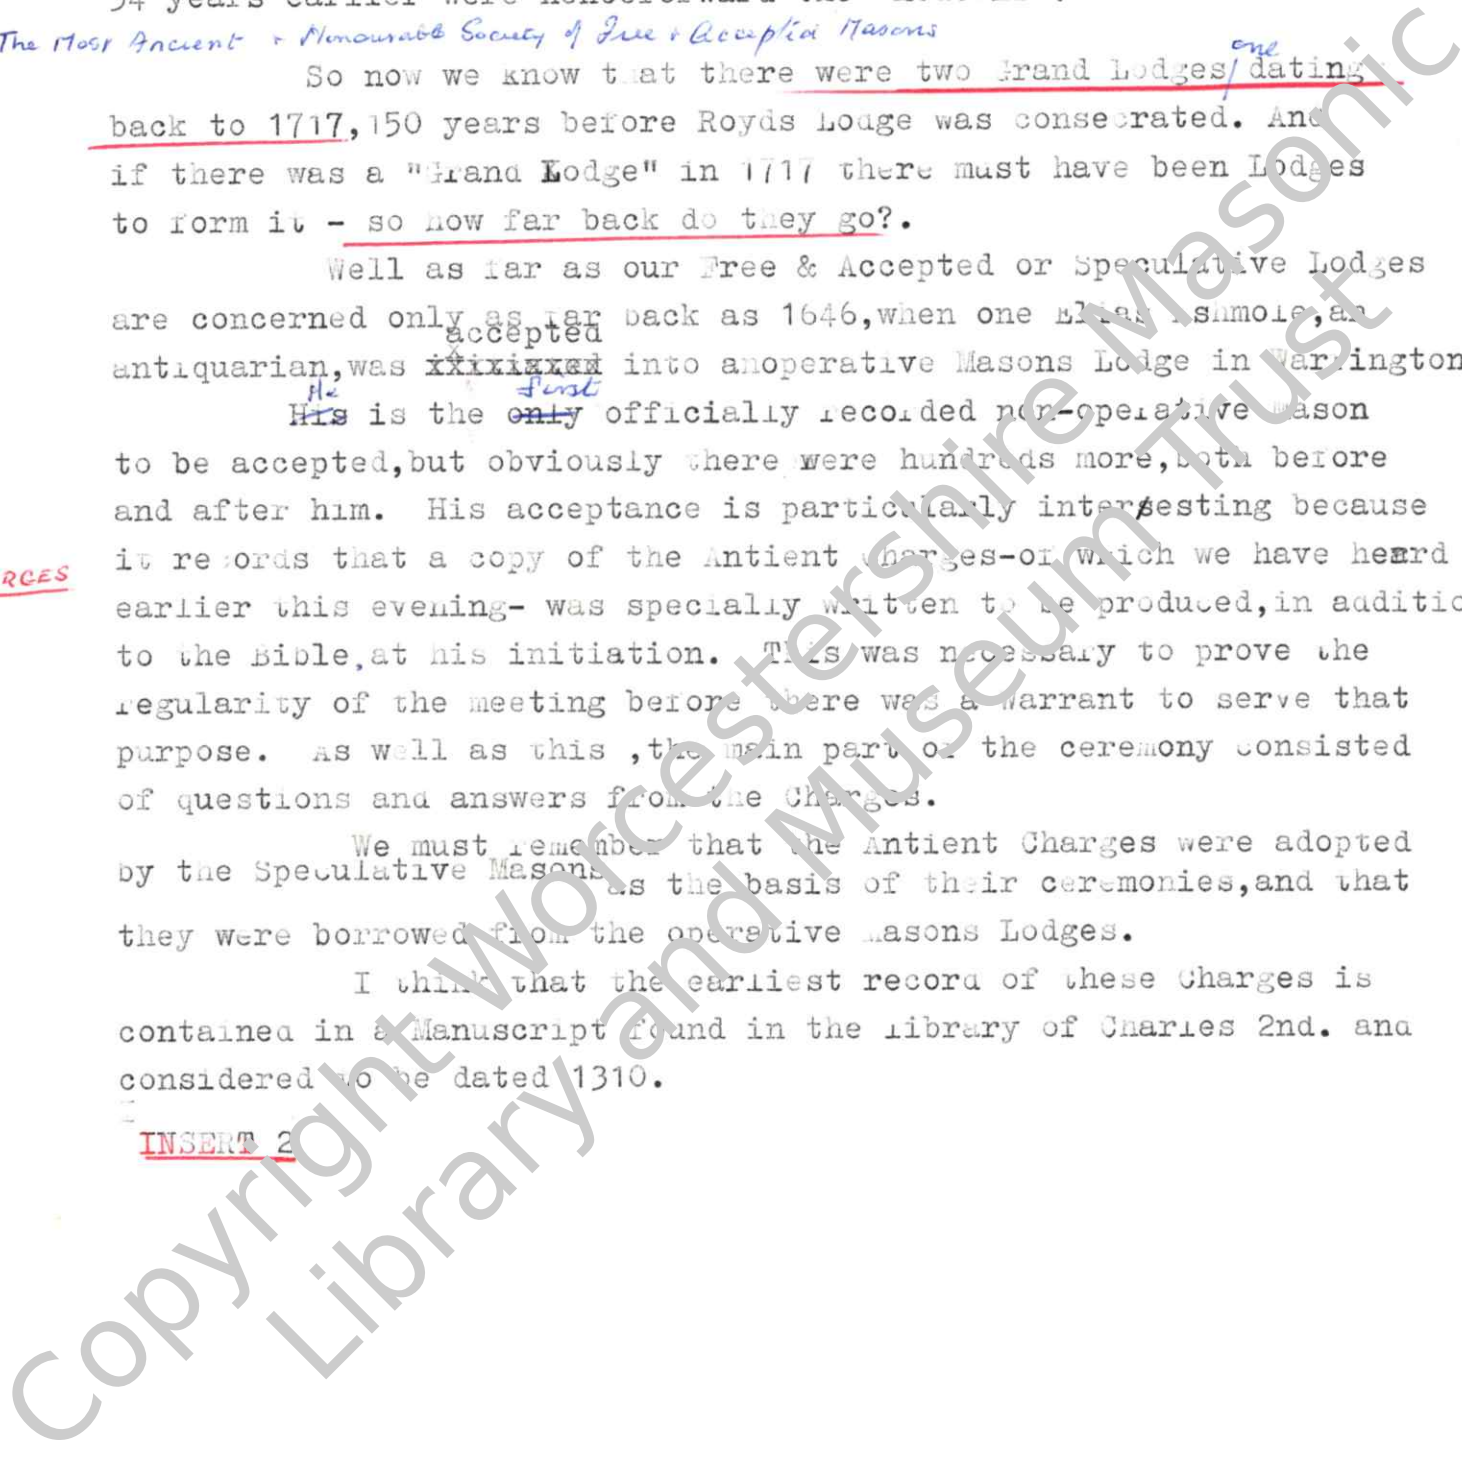 54 years earlier were henceforward the
The Most Ancient & Honourable Society of Free & Accepted Masons
So now we know that there were two Grand Lodges/ one dating
back to 1717,150 years before Royds Lodge was consecrated. And
if there was a "Grand Lodge" in 1717 there must have been Lodges
to form it - so how far back do they go?.
Well as far as our Free & Accepted or Speculative Lodges
are concerned only as far back as 1646,when one Elias Ashmole,an
accepted
antiquarian,was into anoperative Masons Lodge in Warrington
He first
His is the only officially recorded non-operative Mason
to be accepted,but obviously there were hundreds more,both before
and after him. His acceptance is particularly interesting because
it records that a copy of the Antient Charges-of which we have heard
RGES
earlier this evening- was specially written to be produced,in additio
to the Bible,at his initiation. This was necessary to prove the
regularity of the meeting before there was a Warrant to serve that
purpose. As well as this ,the main part of the ceremony consisted
of questions and answers from the Charges.
We must remember that the Antient Charges were adopted
by the Speculative Masons as the basis of their ceremonies,and that
they were borrowed from the operative Masons Lodges.
I think that the earliest record of these Charges is
contained in a Manuscript found in the Library of Charles 2nd. and
considered to be dated 1310.
INSERT 2
Copyright Worcestershire Masonic
Library and Museum Trust